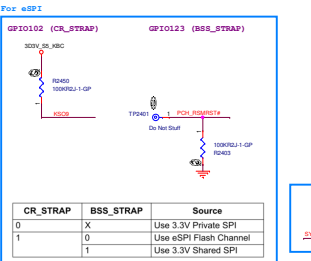 For eSPI
GPIO102 (CR_STRAP)
GPIO123 (BSS_STRAP)
3D3V_S5_KBC
R2450
100KR2J-1-GP
KSO9
TP2401
1
PCH_RSMRST#
Do Not Stuff
1
100KR2J-1-GP
R2403
CR_STRAP BSS_STRAP Source
0 X Use 3.3V Private SPI
1 0 Use eSPI Flash Channel
1 Use 3.3V Shared SPI